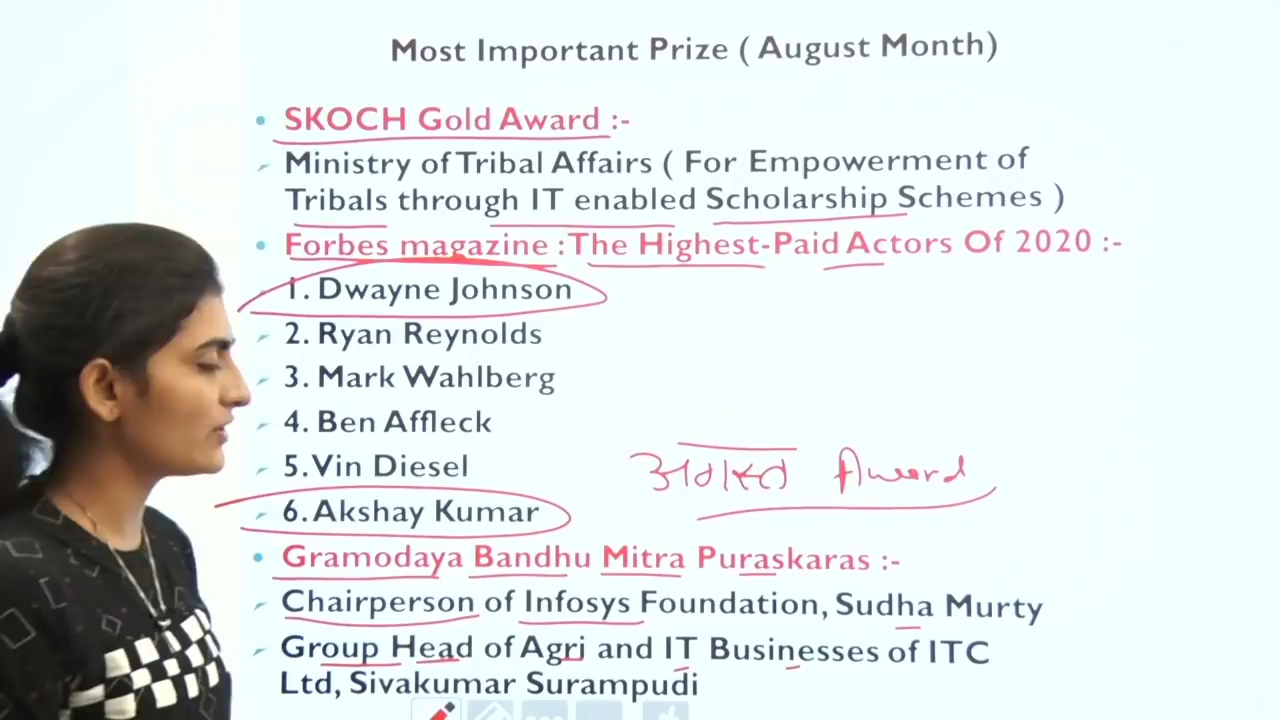 Most Important Prize ( August Month)
SKOCH Gold Award :-
Ministry of Tribal Affairs ( For Empowerment of
Tribals through IT enabled Scholarship Schemes )
Forbes magazine :The Highest-Paid Actors Of 2020 :-
1. Dwayne Johnson
2. Ryan Reynolds
3. Mark Wahlberg
4. Ben Affleck
5. Vin Diesel
6. Akshay Kumar
Award
Gramodaya Bandhu Mitra Puraskaras :-
Chairperson of Infosys Foundation, Sudha Murty
Group Head of Agri and IT Businesses of ITC
Ltd, Sivakumar Surampudi